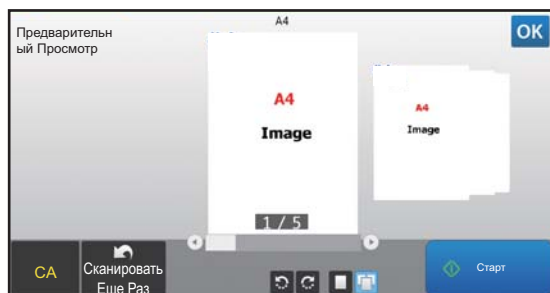 A4
Предварительн
ый Просмотр
OK
A4
Image
A4
Image
1 / 5
CA
Сканировать
Еще Раз
Старт